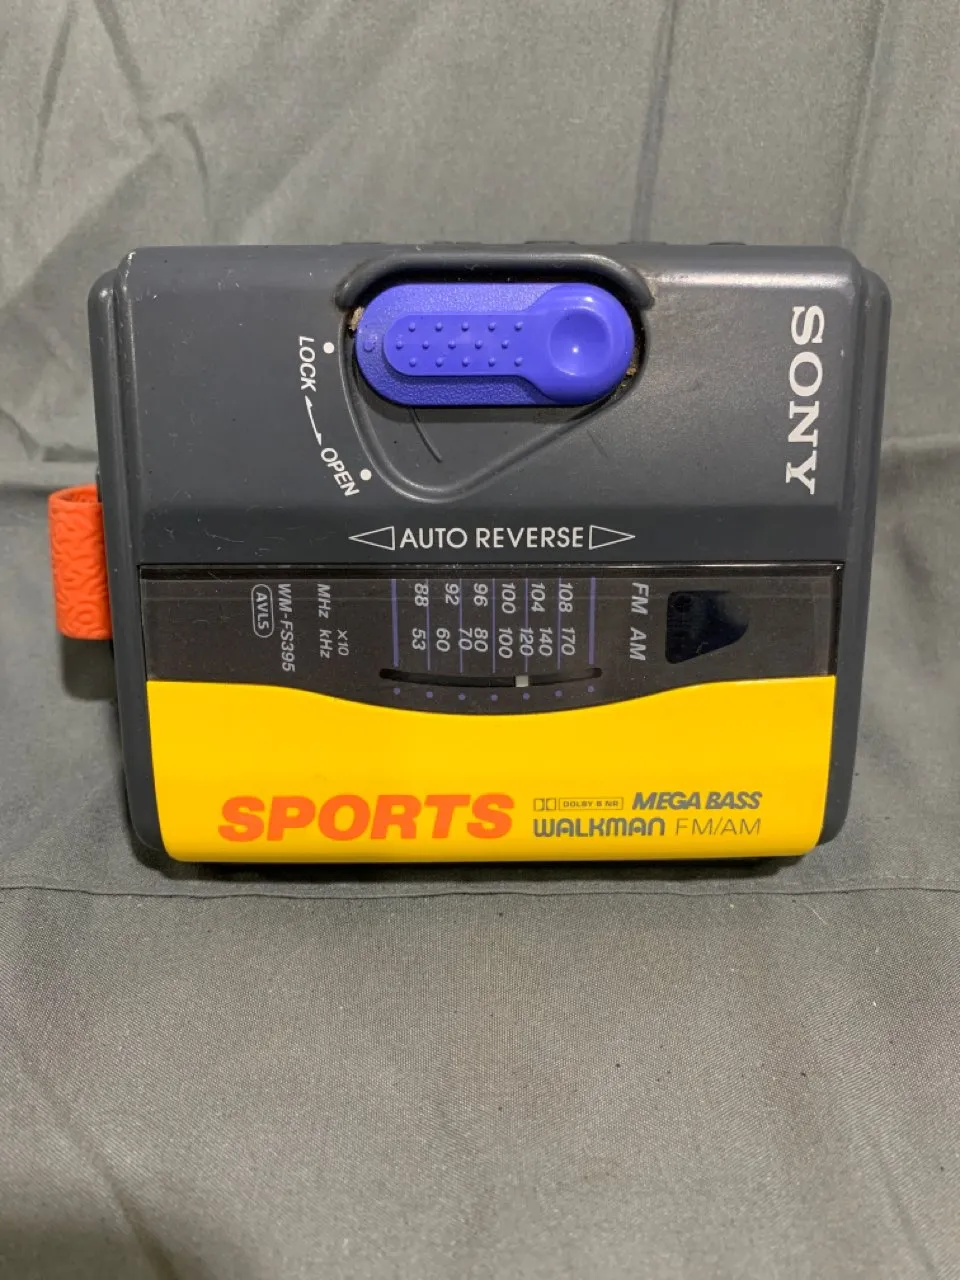 SONY
LOCK
OPEN
AUTO REVERSE
FM 88 92 96 100 104 108 MHz
AM 53 60 70 80 100 120 140 170 x10 kHz
WM-FS395
AVLS
SPORTS
DOLBY B NR
MEGA BASS
WALKMAN FM/AM